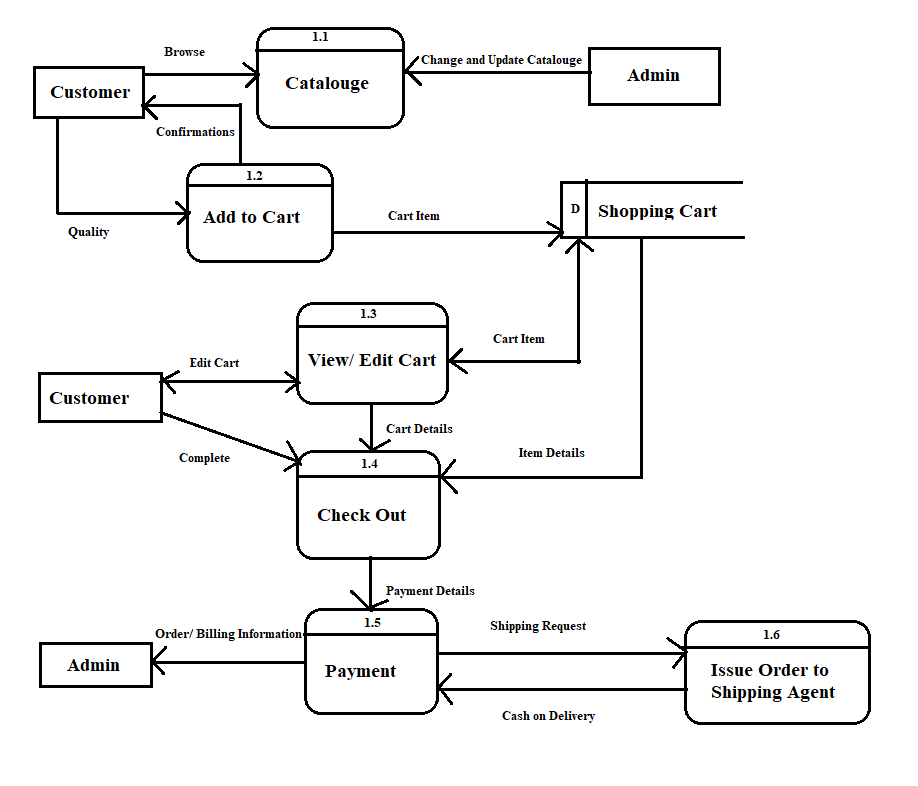 1.1
Browse
Change and Update Catalouge
Catalouge
Admin
Customer
Confirmations
1.2
Add to Cart
Cart Item
D
Shopping Cart
Quality
1.3
Cart Item
View/ Edit Cart
Edit Cart
Customer
Cart Details
Complete
Item Details
1.4
Check Out
Payment Details
1.5
Shipping Request
Order/ Billing Information
1.6
Admin
Payment
Issue Order to
Shipping Agent
Cash on Delivery